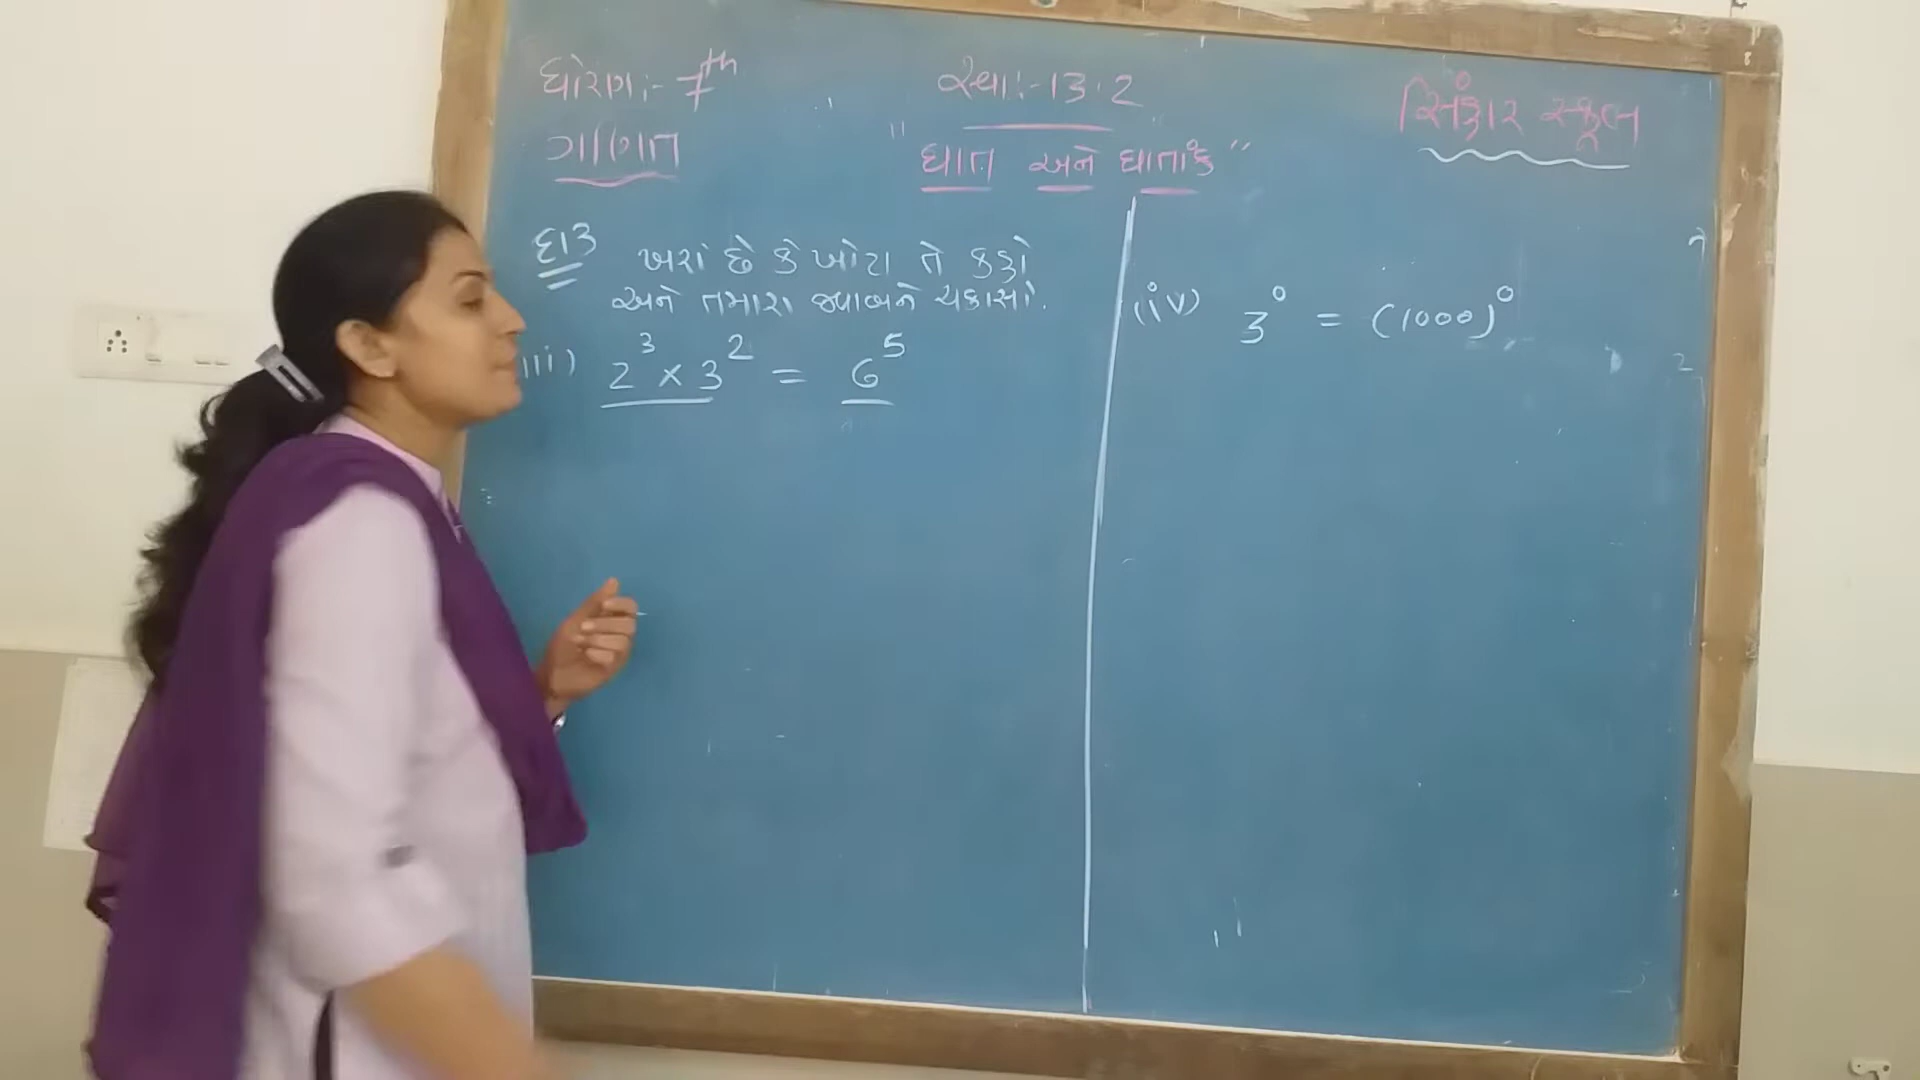 ધોરણ:- 7th
ગણિત
સ્વા:-13.2
"ઘાત અને ઘાતાંક"
સ્કૂલ
દા3 ખરાં છે કે ખોટા તે કહો
અને તમારા જવાબને ચકાસો.
iii) 2³ × 3² = 6⁵
(iv) 3⁰ = (1000)⁰